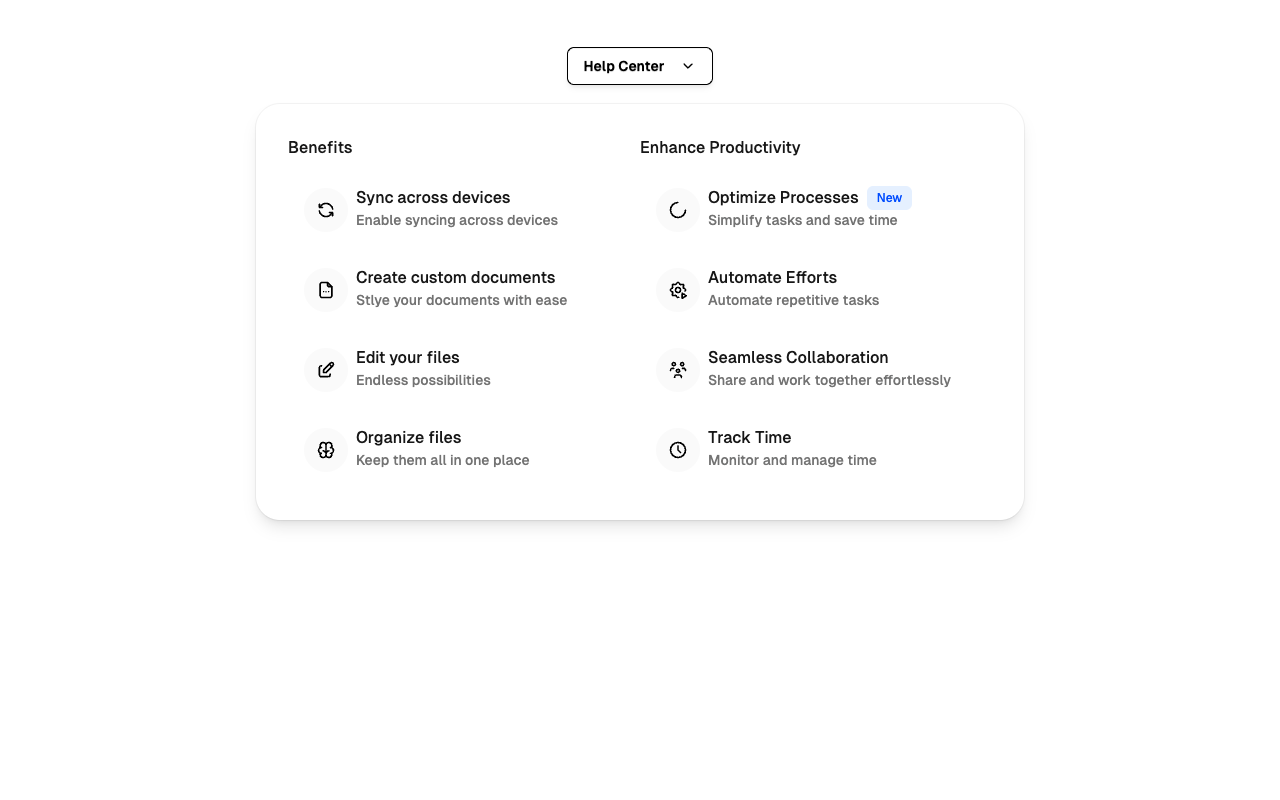 Help Center
Benefits
Sync across devices
Enable syncing across devices
Create custom documents
Stlye your documents with ease
Edit your files
Endless possibilities
Organize files
Keep them all in one place
Enhance Productivity
Optimize Processes New
Simplify tasks and save time
Automate Efforts
Automate repetitive tasks
Seamless Collaboration
Share and work together effortlessly
Track Time
Monitor and manage time